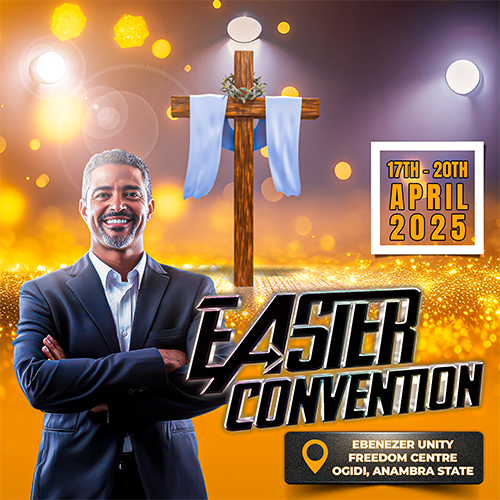 17TH - 20TH
APRIL
2025
EASTER
CONVENTION
EBENEZER UNITY
FREEDOM CENTRE
OGIDI, ANAMBRA STATE